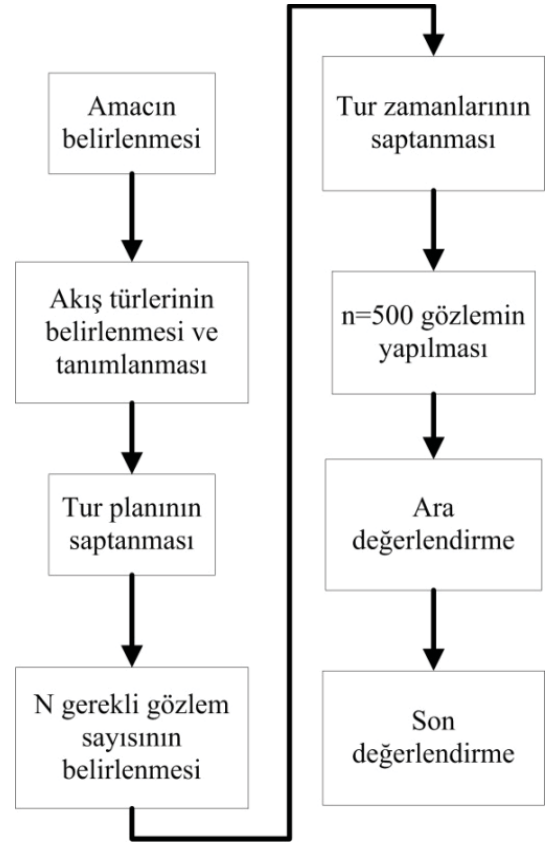 Amacın
belirlenmesi
Akış türlerinin
belirlenmesi ve
tanımlanması
Tur planının
saptanması
N gerekli gözlem
sayısının
belirlenmesi
Tur zamanlarının
saptanması
n=500 gözlemin
yapılması
Ara
değerlendirme
Son
değerlendirme